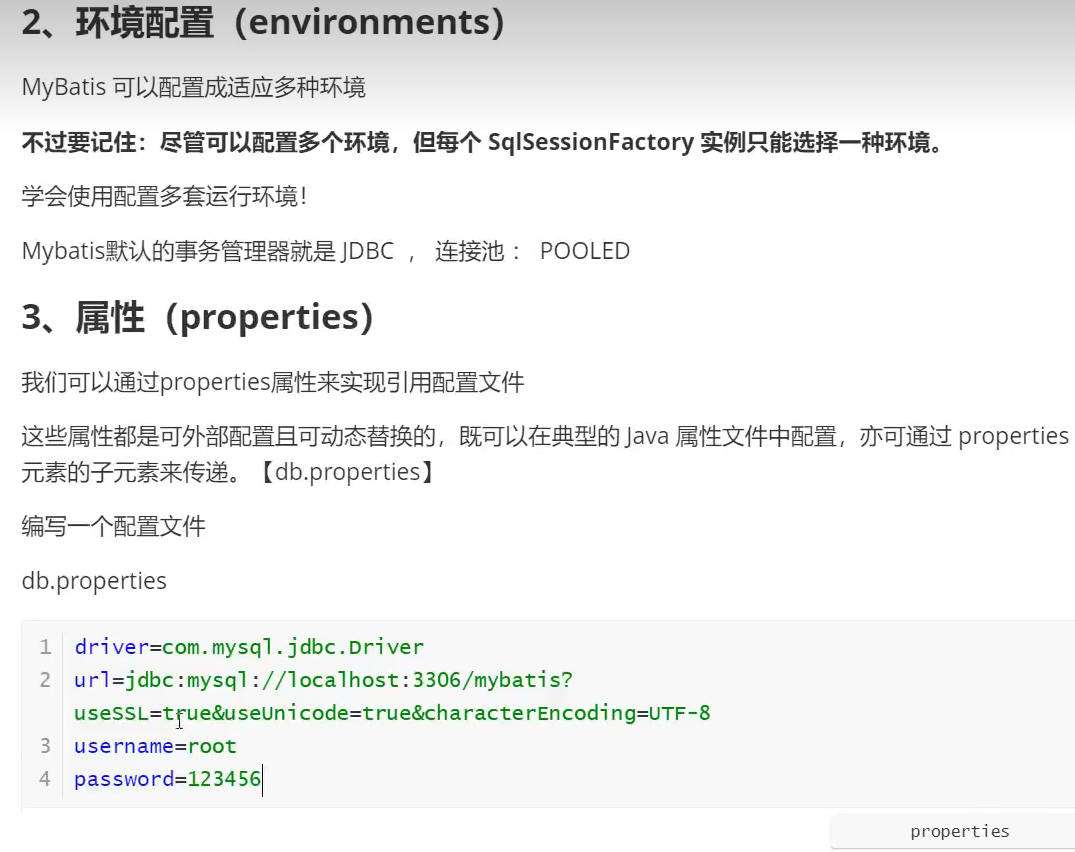 2、环境配置（environments）
MyBatis 可以配置成适应多种环境
不过要记住：尽管可以配置多个环境，但每个 SqlSessionFactory 实例只能选择一种环境。
学会使用配置多套运行环境！
Mybatis默认的事务管理器就是 JDBC ， 连接池 ： POOLED
3、属性（properties）
我们可以通过properties属性来实现引用配置文件
这些属性都是可外部配置且可动态替换的，既可以在典型的 Java 属性文件中配置，亦可通过 properties
元素的子元素来传递。【db.properties】
编写一个配置文件
db.properties
1 driver=com.mysql.jdbc.Driver
2 url=jdbc:mysql://localhost:3306/mybatis?
useSSL=true&useUnicode=true&characterEncoding=UTF-8
3 username=root
4 password=123456
properties